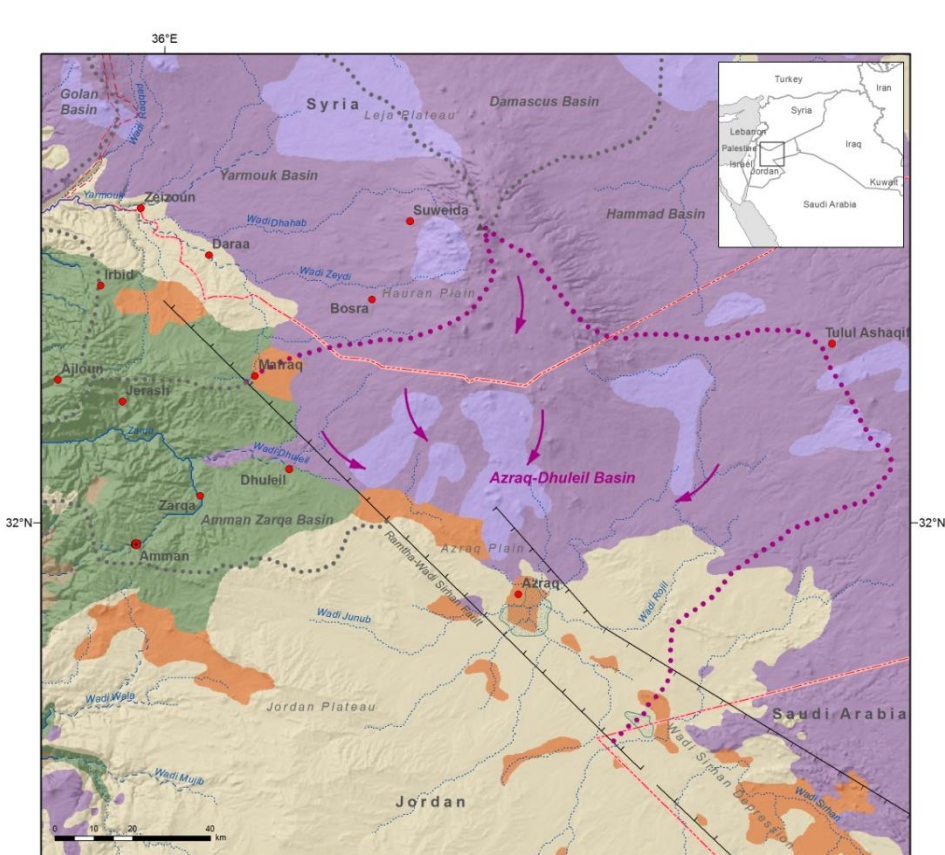 36°E
Golan
Basin
Wadi Raqqad
Syria
Leja Plateau
Damascus Basin
Turkey
Iran
Syria
Lebanon
Palestine
Israel
Jordan
Iraq
Kuwait
Saudi Arabia
Yarmouk Basin
Yarmouk
Zeizoun
Wadi Dhahab
Suweida
Hammad Basin
Daraa
Irbid
Wadi Zeydi
Hauran Plain
Bosra
Tulul Ashaqif
Mafraq
Ajloun
Jerash
Zarqa
Wadi Dhuleil
Dhuleil
Azraq-Dhuleil Basin
Zarqa
Amman Zarqa Basin
32°N
32°N
Amman
Azraq Plain
Ramtha-Wadi Sirhan Fault
Azraq
Wadi Junub
Wadi Rojil
Wadi Wala
Jordan Plateau
Saudi Arabia
Wadi Sirhan Depression
Wadi Mujib
Wadi Sirhan
Jordan
0 10 20 40
km